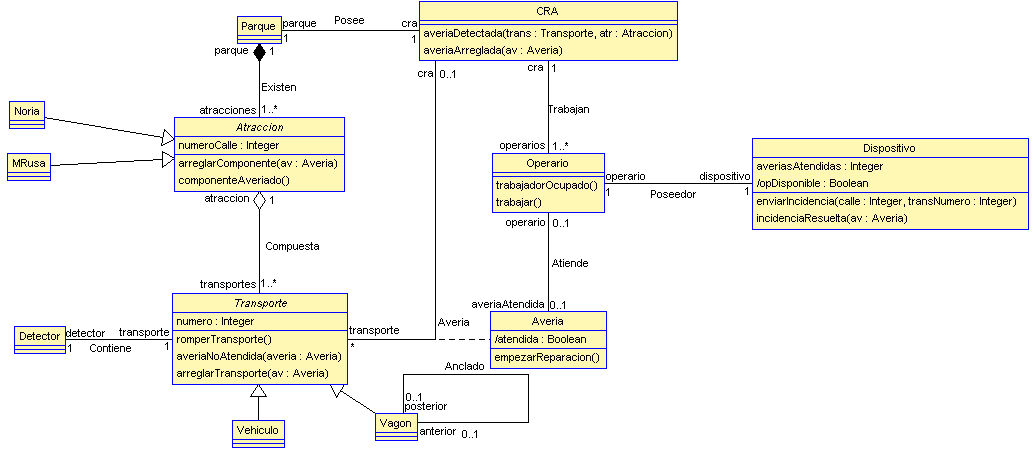 CRA
averiaDetectada(trans : Transporte, atr : Atraccion)
averiaArreglada(av : Averia)
Parque
parque
Posee
cra
1
1
parque
1
cra
0..1
cra
1
Existen
Trabajan
atracciones
1..*
Noria
Atraccion
numeroCalle : Integer
arreglarComponente(av : Averia)
componenteAveriado()
MRusa
operarios
1..*
Operario
trabajadorOcupado()
trabajar()
operario
1
Poseedor
dispositivo
1
Dispositivo
averiasAtendidas : Integer
/opDisponible : Boolean
enviarIncidencia(calle : Integer, transNumero : Integer)
incidenciaResuelta(av : Averia)
atraccion
1
operario
0..1
Compuesta
Atiende
transportes
1..*
averiaAtendida
0..1
Transporte
numero : Integer
romperTransporte()
averiaNoAtendida(averia : Averia)
arreglarTransporte(av : Averia)
Detector
detector
1
Contiene
transporte
1
transporte
*
Averia
Averia
/atendida : Boolean
empezarReparacion()
Anclado
0..1
posterior
Vagon
anterior
0..1
Vehiculo